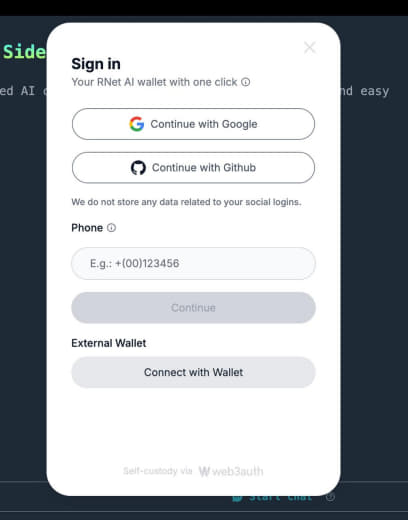 Side
Sign in
Your RNet AI wallet with one click
ed AI
nd easy
Continue with Google
Continue with Github
We do not store any data related to your social logins.
Phone
E.g.: +(00)123456
Continue
External Wallet
Connect with Wallet
Self-custody via web3auth
Start Chat